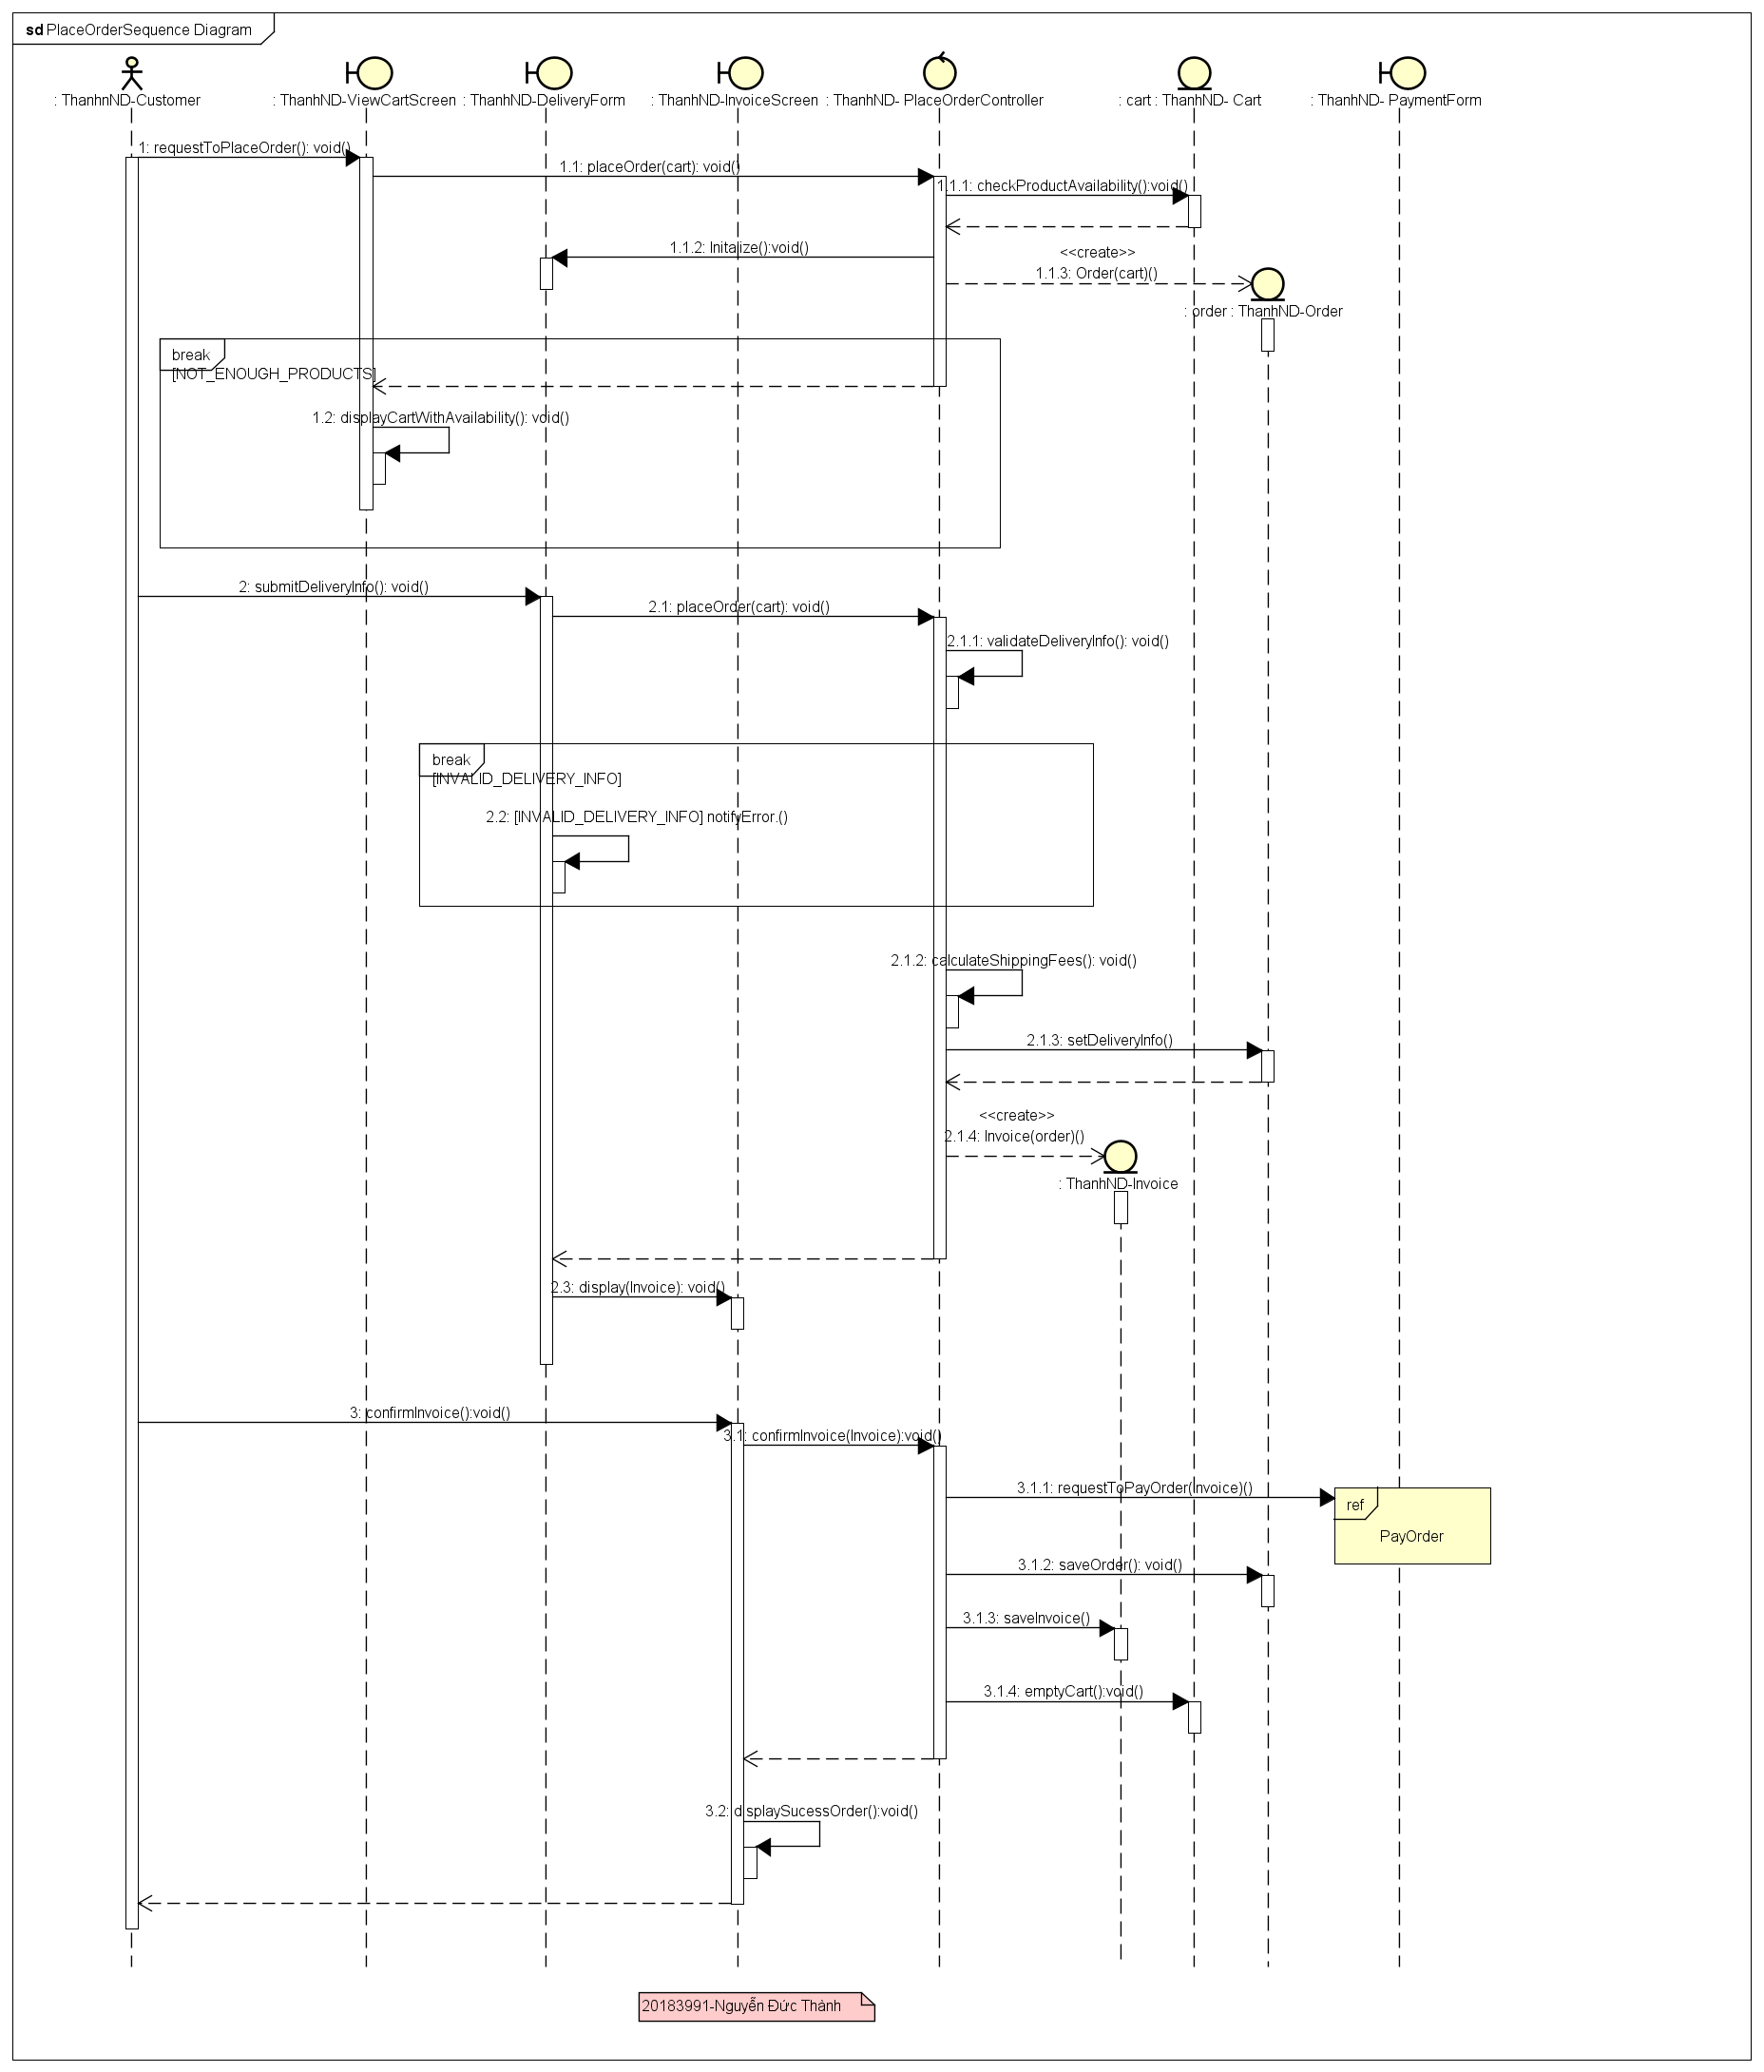 sd PlaceOrderSequence Diagram
: ThanhnND-Customer
: ThanhND-ViewCartScreen
: ThanhND-DeliveryForm
: ThanhND-InvoiceScreen
: ThanhND- PlaceOrderController
: cart : ThanhND- Cart
: ThanhND- PaymentForm
1: requestToPlaceOrder(): void()
1.1: placeOrder(cart): void()
1.1.1: checkProductAvailability():void()
1.1.2: Initalize():void()
<<create>>
1.1.3: Order(cart)()
: order : ThanhND-Order
break
[NOT_ENOUGH_PRODUCTS]
1.2: displayCartWithAvailability(): void()
2: submitDeliveryInfo(): void()
2.1: placeOrder(cart): void()
2.1.1: validateDeliveryInfo(): void()
break
[INVALID_DELIVERY_INFO]
2.2: [INVALID_DELIVERY_INFO] notifyError.()
2.1.2: calculateShippingFees(): void()
2.1.3: setDeliveryInfo()
<<create>>
2.1.4: Invoice(order)()
: ThanhND-Invoice
2.3: display(Invoice): void()
3: confirmInvoice():void()
3.1: confirmInvoice(Invoice):void()
3.1.1: requestToPayOrder(Invoice)()
ref
PayOrder
3.1.2: saveOrder(): void()
3.1.3: saveInvoice()
3.1.4: emptyCart():void()
3.2: displaySucessOrder():void()
20183991-Nguyễn Đức Thành